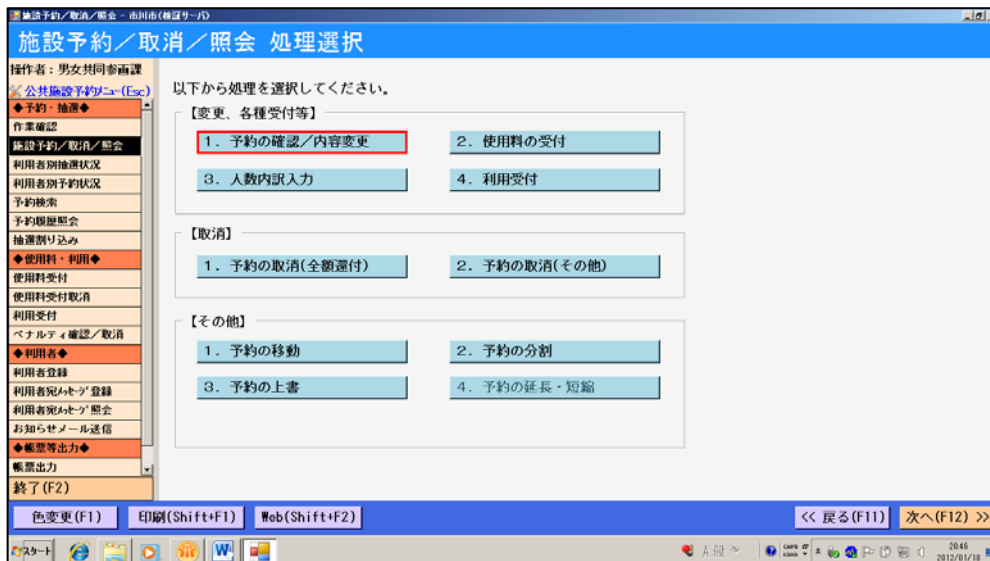 施設予約/取消/照会 - 市川市(検証サーバ)
施設予約／取消／照会 処理選択
操作者：男女共同参画課
公共施設予約ﾒﾆｭｰ(Esc)
◆予約・抽選◆
作業確認
施設予約／取消／照会
利用者別抽選状況
利用者別予約状況
予約検索
予約履歴照会
抽選割り込み
◆使用料・利用◆
使用料受付
使用料受付取消
利用受付
ペナルティ確認／取消
◆利用者◆
利用者登録
利用者宛ﾒｯｾｰｼﾞ登録
利用者宛ﾒｯｾｰｼﾞ照会
お知らせメール送信
◆帳票等出力◆
帳票出力
終了(F2)
以下から処理を選択してください。
【変更、各種受付等】
1．予約の確認／内容変更
2．使用料の受付
3．人数内訳入力
4．利用受付
【取消】
1．予約の取消(全額還付)
2．予約の取消(その他)
【その他】
1．予約の移動
2．予約の分割
3．予約の上書
4．予約の延長・短縮
色変更(F1)
印刷(Shift+F1)
Web(Shift+F2)
<< 戻る(F11)
次へ(F12) >>
スタート
A 般
CAPS
KANA
20:46
2012/01/18